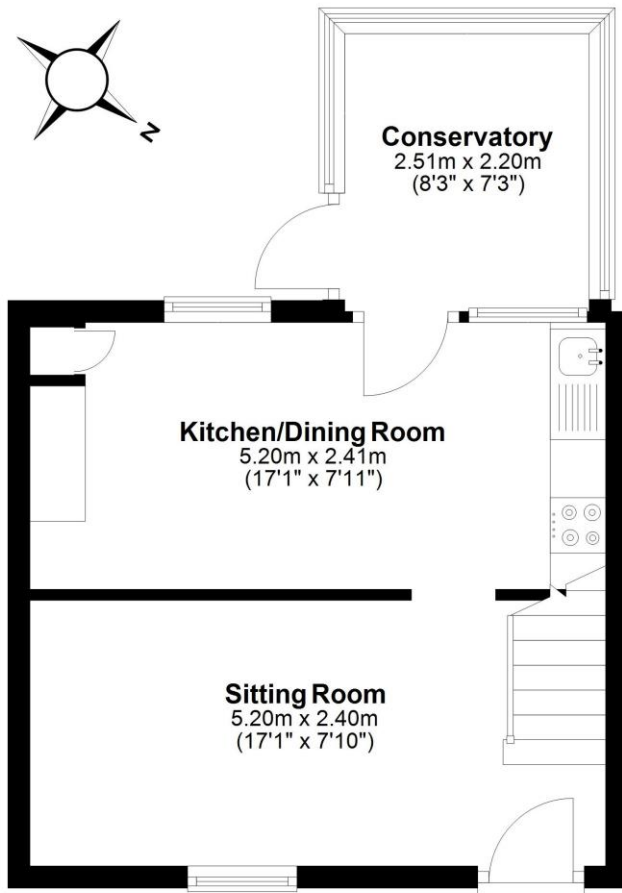 N
Conservatory
2.51m x 2.20m
(8'3" x 7'3")
Kitchen/Dining Room
5.20m x 2.41m
(17'1" x 7'11")
Sitting Room
5.20m x 2.40m
(17'1" x 7'10")